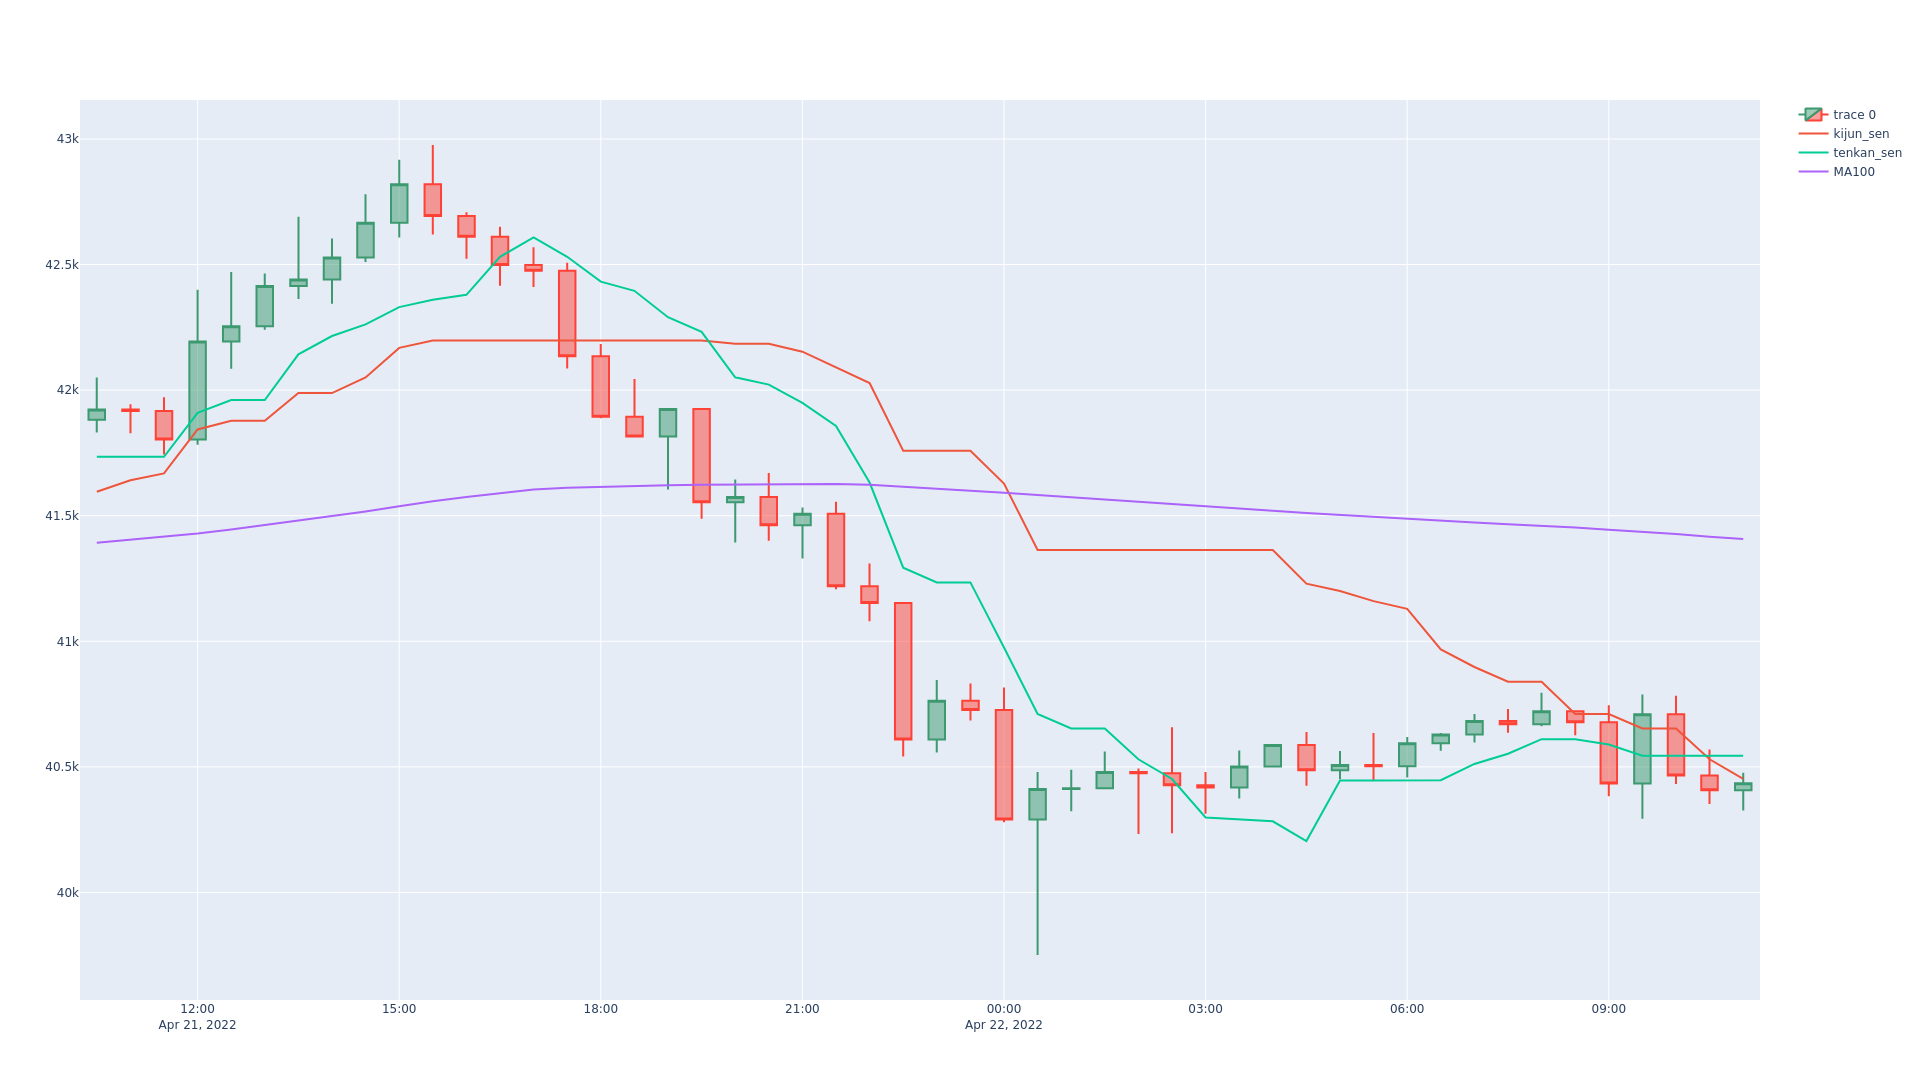 43k
42.5k
42k
41.5k
41k
40.5k
40k
12:00
Apr 21, 2022
15:00
18:00
21:00
00:00
Apr 22, 2022
03:00
06:00
09:00
trace 0
kijun_sen
tenkan_sen
MA100